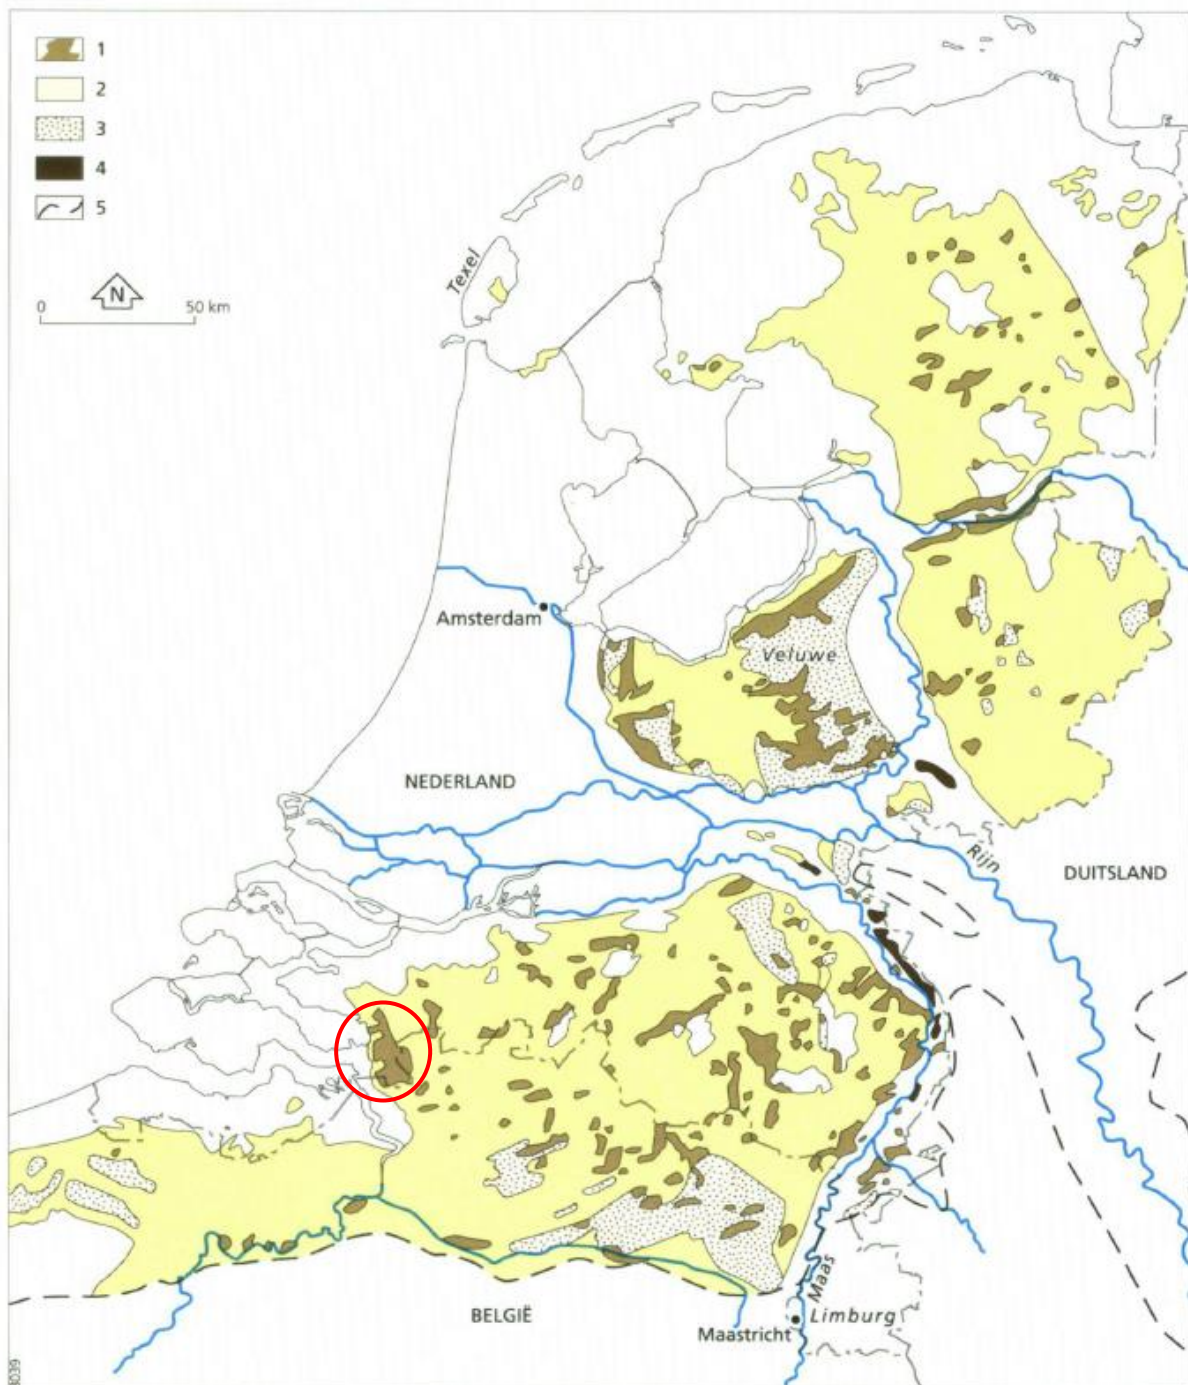 1
2
3
4
5
N
0 50 km
Texel
Amsterdam
Veluwe
NEDERLAND
Rijn
DUITSLAND
BELGIË
Maas
Limburg
Maastricht